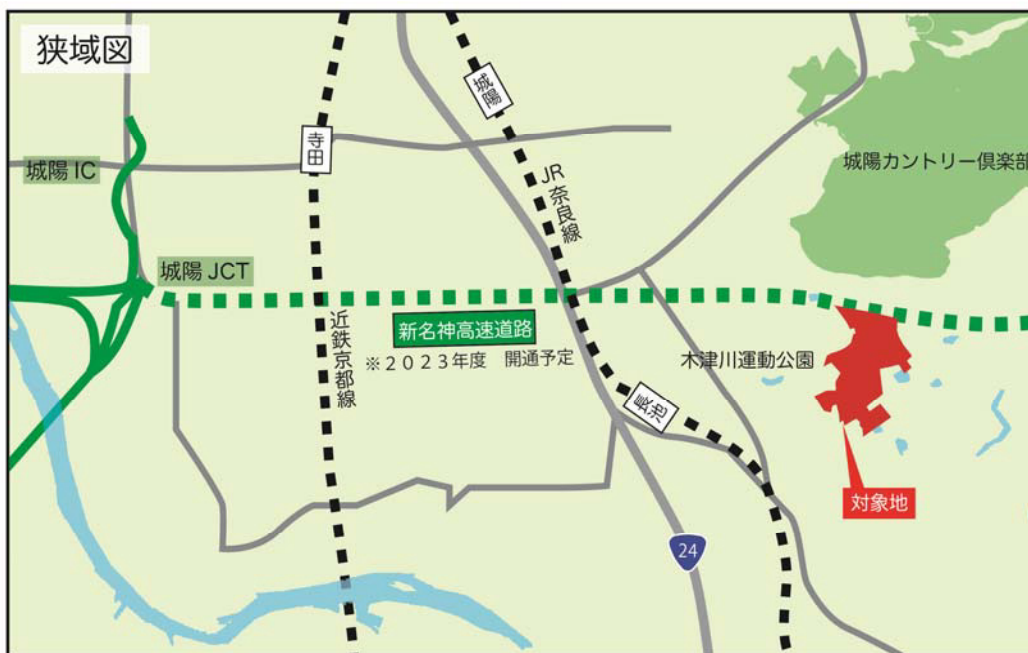 狭域図
城陽
寺田
城陽 IC
城陽カントリー倶楽部
JR奈良線
城陽 JCT
新名神高速道路
※2023年度　開通予定
近鉄京都線
木津川運動公園
長池
対象地
24